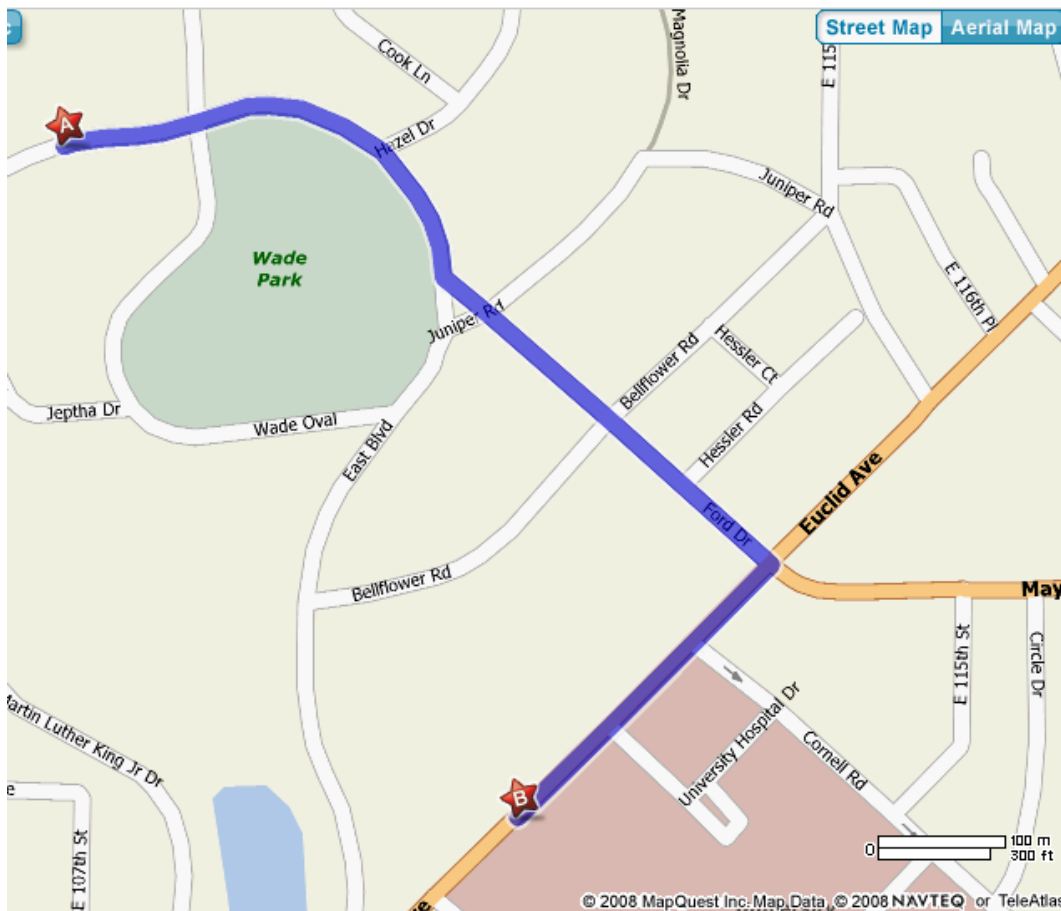 Street Map
Aerial Map
Magnolia Dr
E 115
Cook Ln
A
Hazel Dr
Juniper Rd
Wade
Park
E 116th Pl
Juniper Rd
Hessler Ct
Bellflower Rd
Jeptha Dr
Wade Oval
Hessler Rd
East Blvd
Euclid Ave
Ford Dr
Bellflower Rd
May
E 115th St
Circle Dr
University Hospital Dr
Martin Luther King Jr Dr
Cornell Rd
B
E 107th St
0
100 m
300 ft
© 2008 MapQuest Inc. Map Data, © 2008 NAVTEQ or TeleAtla